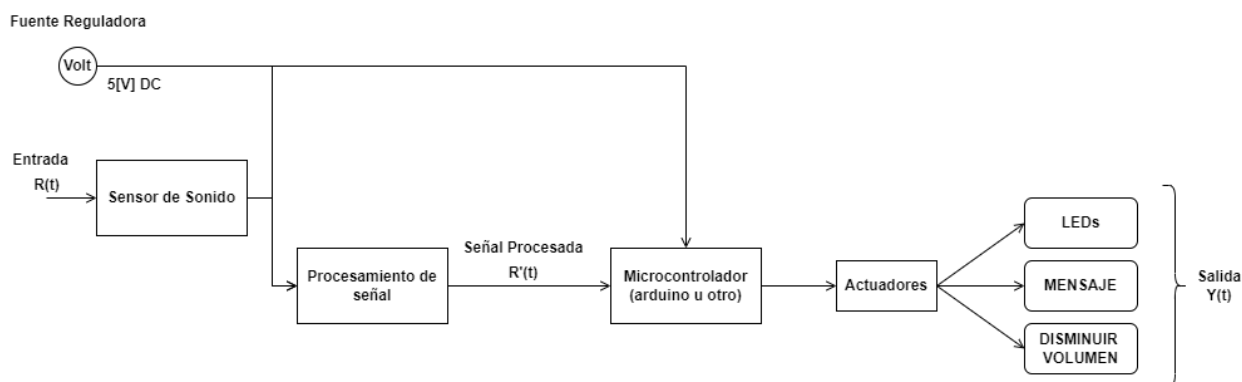 Fuente Reguladora
Volt
5[V] DC
Entrada
R(t)
Sensor de Sonido
Procesamiento de
señal
Señal Procesada
R'(t)
Microcontrolador
(arduino u otro)
Actuadores
LEDs
MENSAJE
DISMINUIR
VOLUMEN
Salida
Y(t)